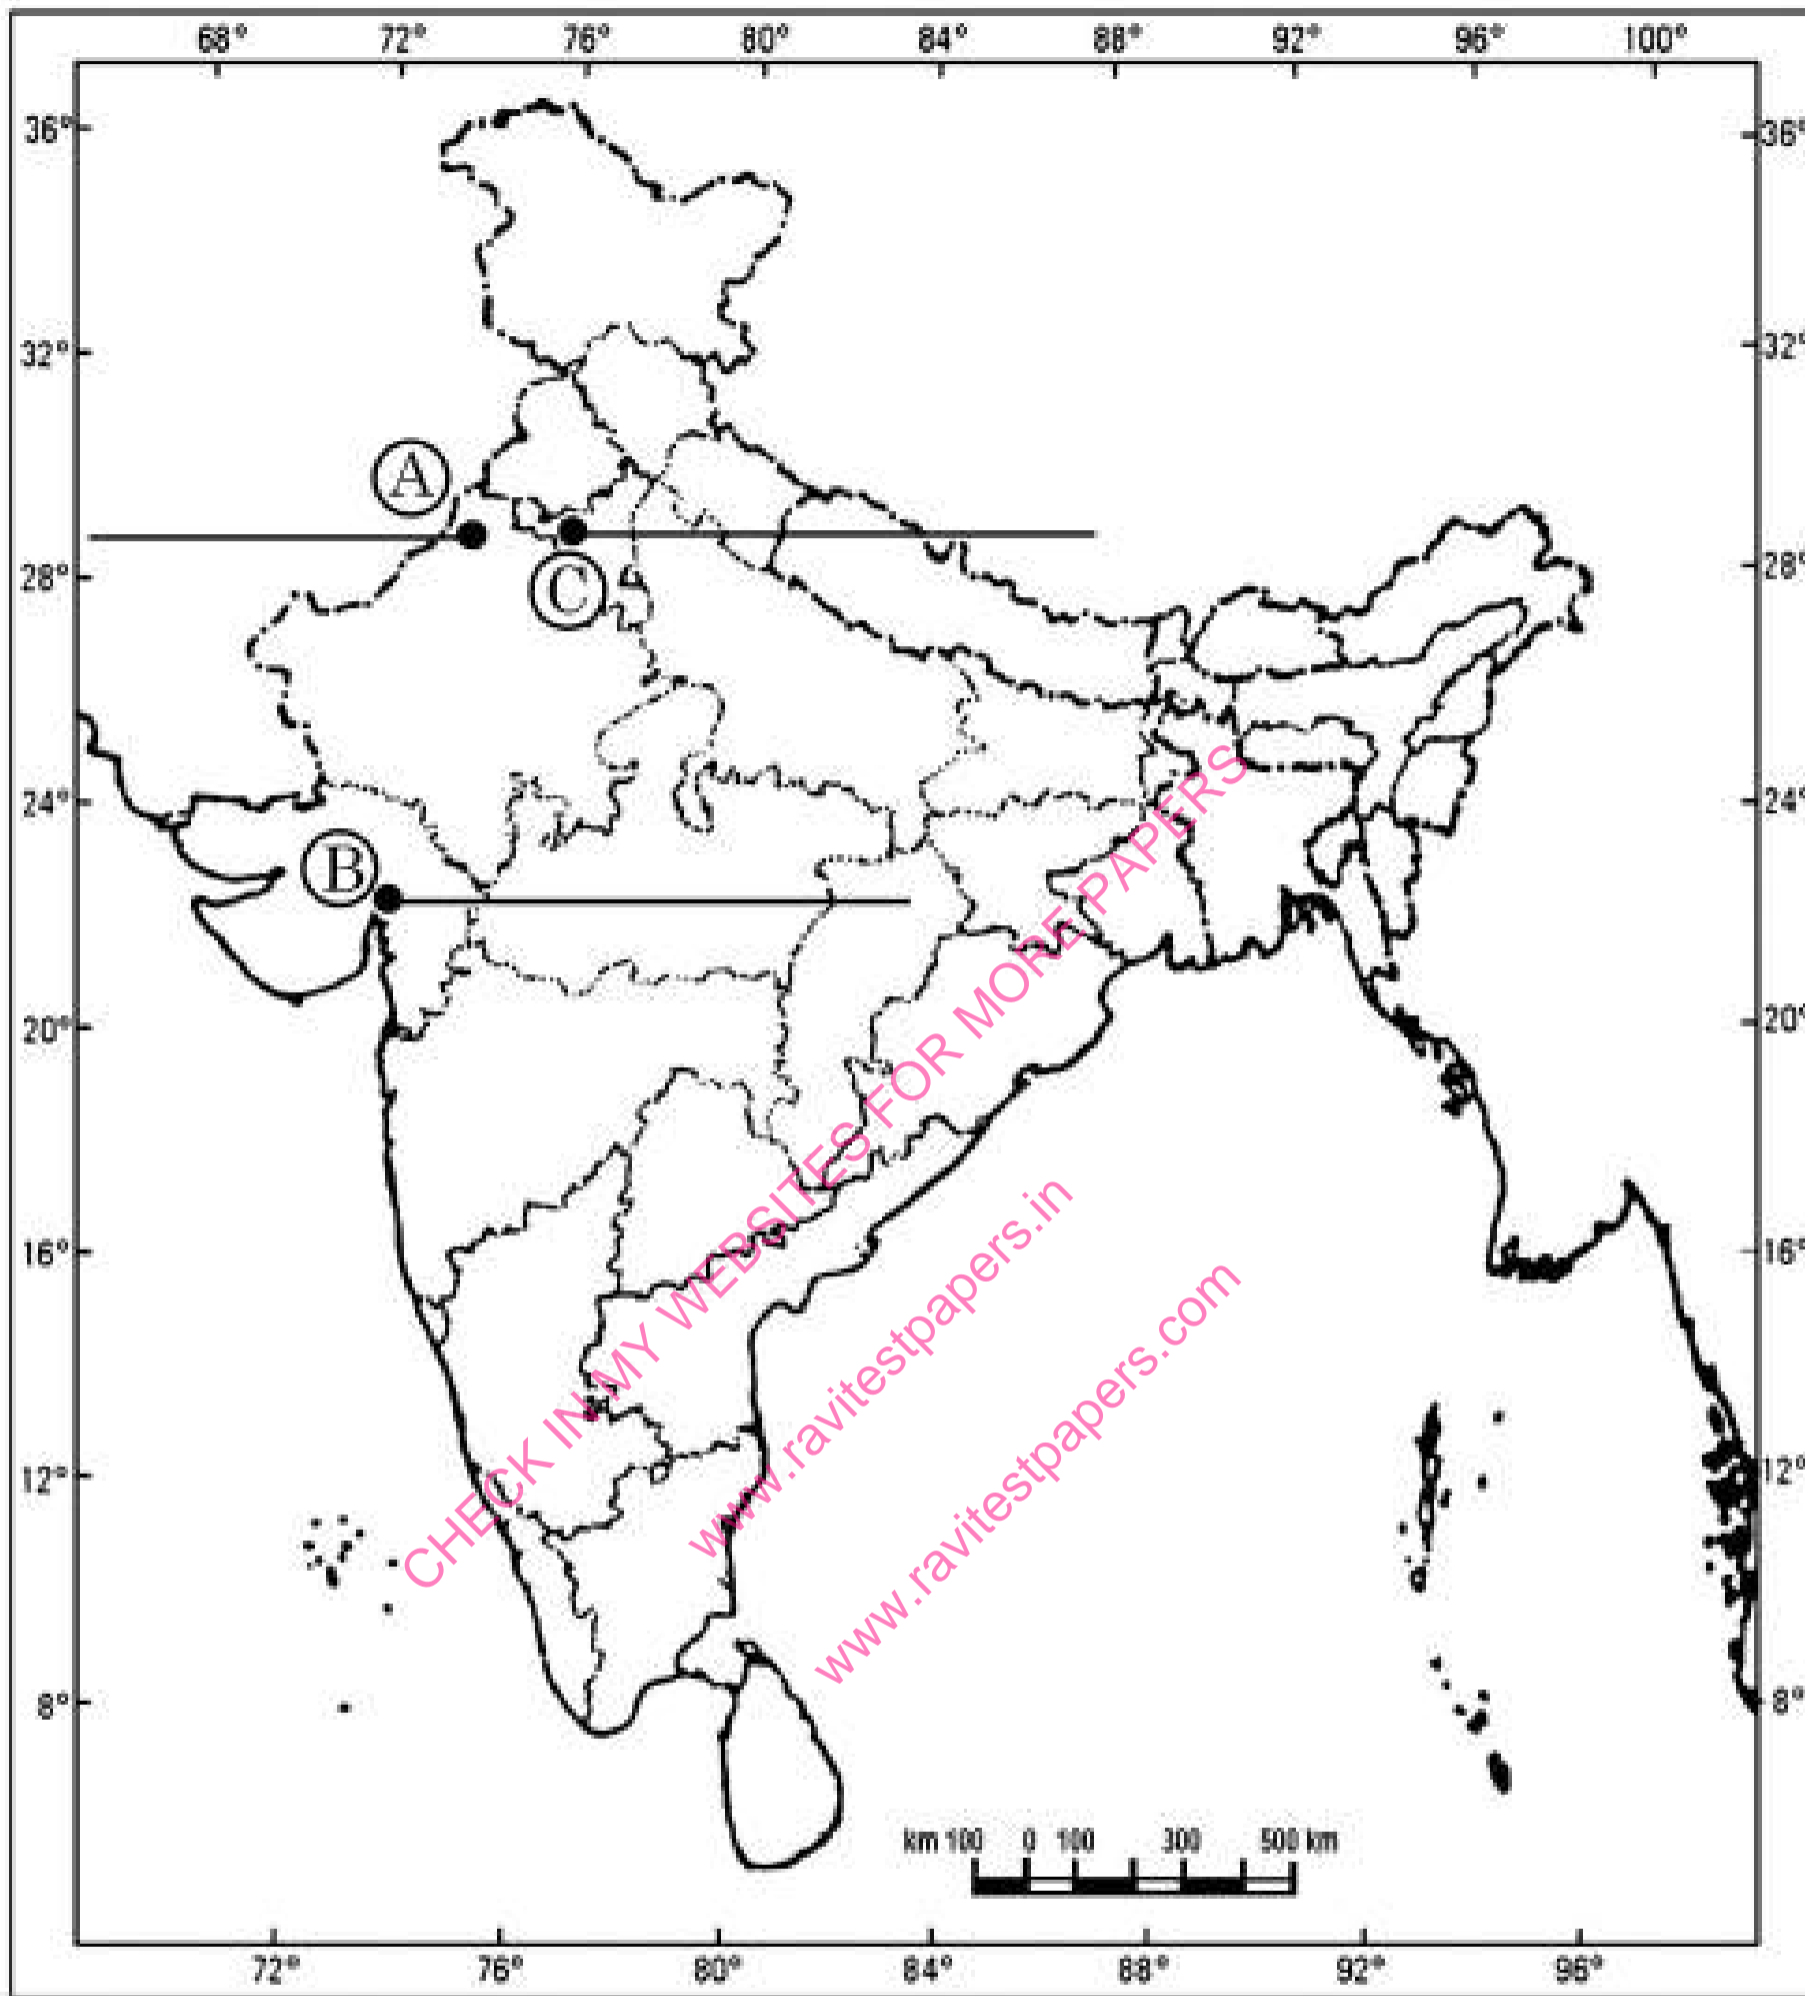 68° 72° 76° 80° 84° 88° 92° 96° 100°
36° 36°
32° 32°
A
28° 28°
C
24° 24°
B
20° 20°
16° 16°
12° 12°
8° 8°
CHECK IN MY WEBSITES FOR MORE PAPERS
www.ravitestpapers.in
www.ravitestpapers.com
km 100 0 100 300 500 km
72° 76° 80° 84° 88° 92° 96°